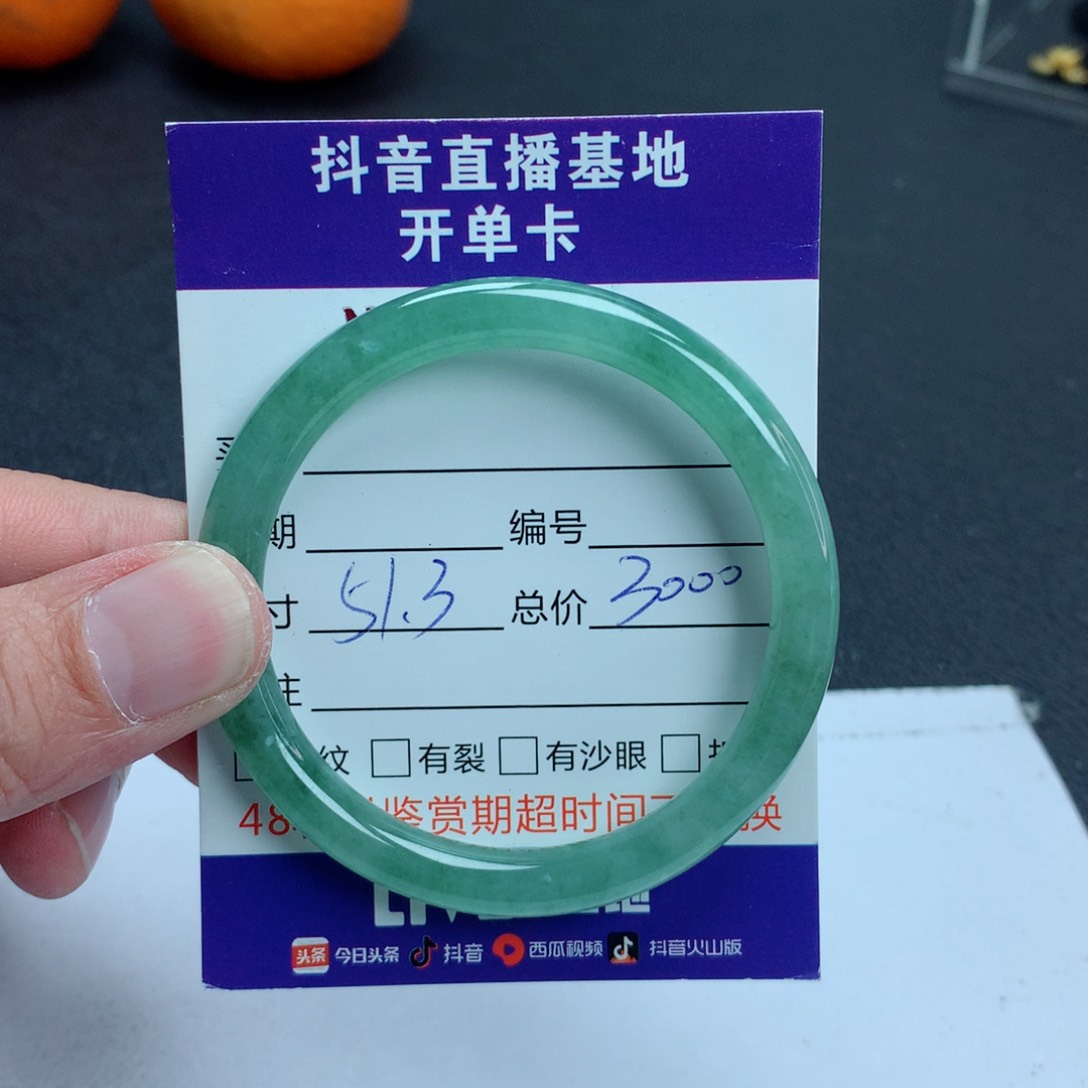 抖音直播基地
开单卡
期 编号
寸 51.3 总价 3000
注
纹 □有裂 □有沙眼 □
48 鉴赏期超时间 换
头条 今日头条 抖音 西瓜视频 抖音火山版